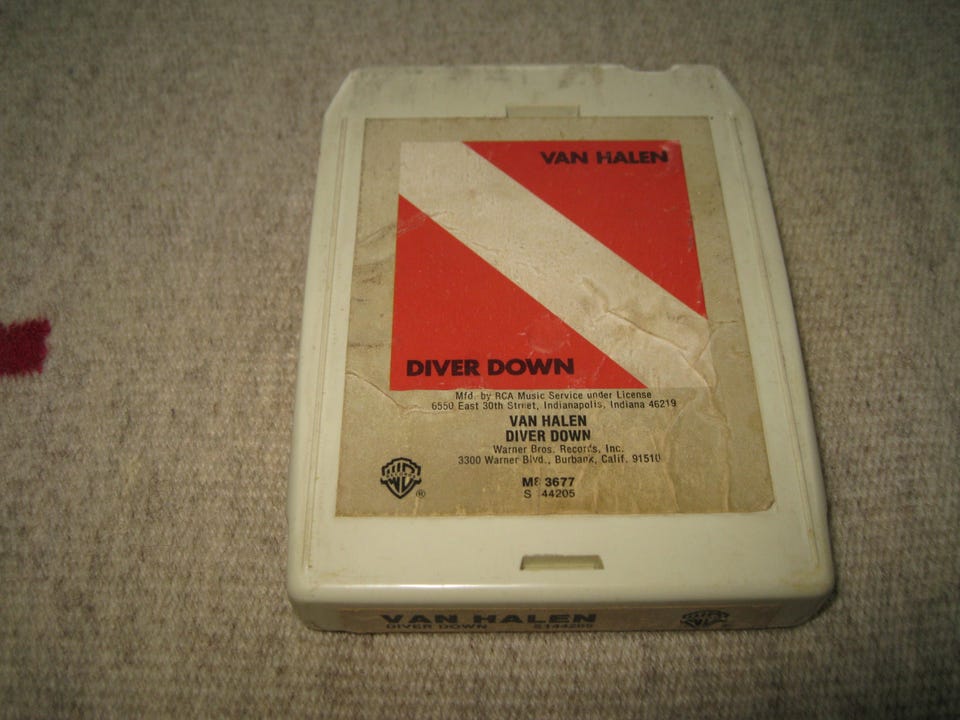 VAN HALEN
DIVER DOWN
Mfd. by RCA Music Service under License
6550 East 30th Street, Indianapolis, Indiana 46219
VAN HALEN
DIVER DOWN
Warner Bros. Records, Inc.
3300 Warner Blvd., Burbank, Calif. 91510
M8 3677
S 44205
®
VAN HALEN
DIVER DOWN S144205